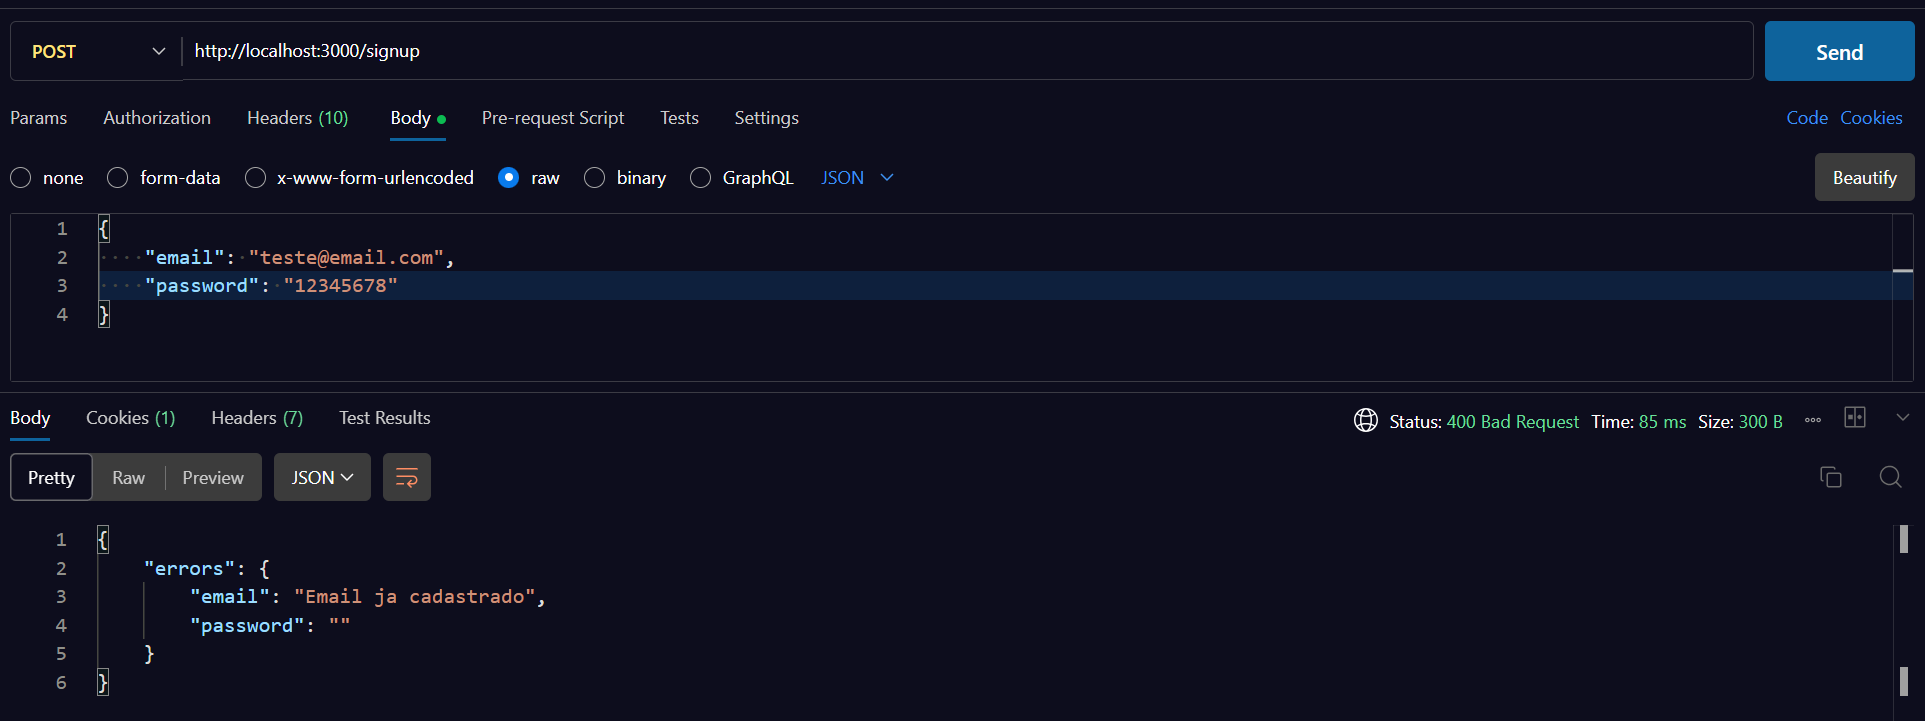 POST http://localhost:3000/signup Send
Params Authorization Headers (10) Body Pre-request Script Tests Settings Code Cookies
none form-data x-www-form-urlencoded raw binary GraphQL JSON Beautify
1 {
2 "email": "teste@email.com",
3 "password": "12345678"
4 }
Body Cookies (1) Headers (7) Test Results Status: 400 Bad Request Time: 85 ms Size: 300 B
Pretty Raw Preview JSON
1 {
2 "errors": {
3 "email": "Email ja cadastrado",
4 "password": ""
5 }
6 }